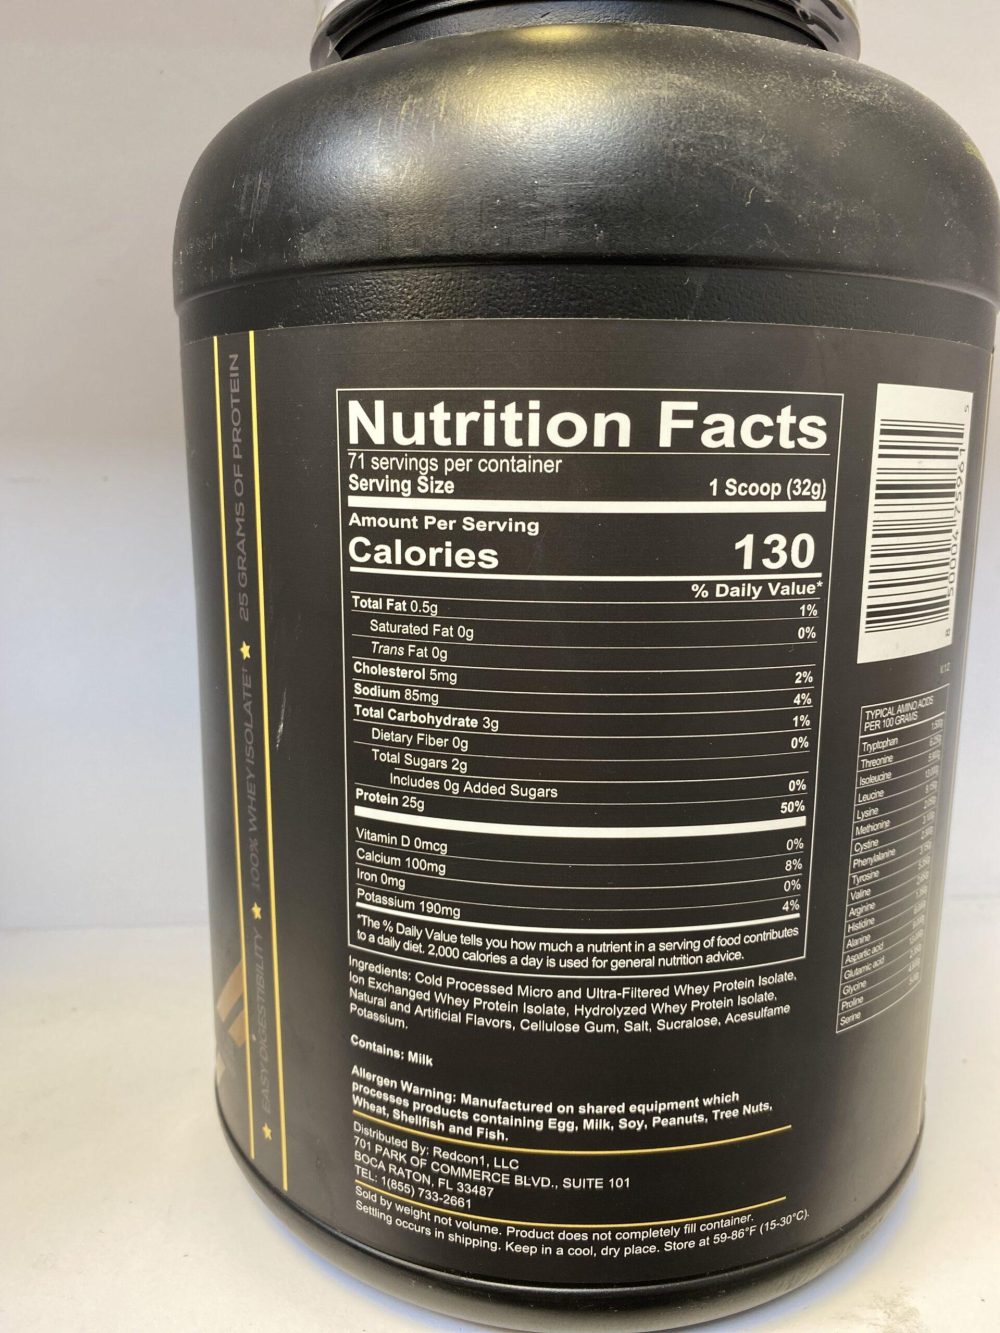 25 GRAMS OF PROTEIN
100% WHEY ISOLATE
EASY DIGESTIBILITY
Nutrition Facts
71 servings per container
Serving Size 1 Scoop (32g)
Amount Per Serving
Calories 130
% Daily Value*
Total Fat 0.5g 1%
Saturated Fat 0g 0%
Trans Fat 0g
Cholesterol 5mg 2%
Sodium 85mg 4%
Total Carbohydrate 3g 1%
Dietary Fiber 0g 0%
Total Sugars 2g
Includes 0g Added Sugars 0%
Protein 25g 50%
Vitamin D 0mcg 0%
Calcium 100mg 8%
Iron 0mg 0%
Potassium 190mg 4%
*The % Daily Value tells you how much a nutrient in a serving of food contributes
to a daily diet. 2,000 calories a day is used for general nutrition advice.
Ingredients: Cold Processed Micro and Ultra-Filtered Whey Protein Isolate,
Ion Exchanged Whey Protein Isolate, Hydrolyzed Whey Protein Isolate,
Natural and Artificial Flavors, Cellulose Gum, Salt, Sucralose, Acesulfame
Potassium.
Contains: Milk
Allergen Warning: Manufactured on shared equipment which
processes products containing Egg, Milk, Soy, Peanuts, Tree Nuts,
Wheat, Shellfish and Fish.
Distributed By: Redcon1, LLC
701 PARK OF COMMERCE BLVD., SUITE 101
BOCA RATON, FL 33487
TEL: 1(855) 733-2661
Sold by weight not volume. Product does not completely fill container.
Settling occurs in shipping. Keep in a cool, dry place. Store at 59-86°F (15-30°C).
8 50004 75961 5
TYPICAL AMINO ACIDS
PER 100 GRAMS
Tryptophan
Threonine
Isoleucine
Leucine
Lysine
Methionine
Cystine
Phenylalanine
Tyrosine
Valine
Arginine
Histidine
Alanine
Aspartic acid
Glutamic acid
Glycine
Proline
Serine